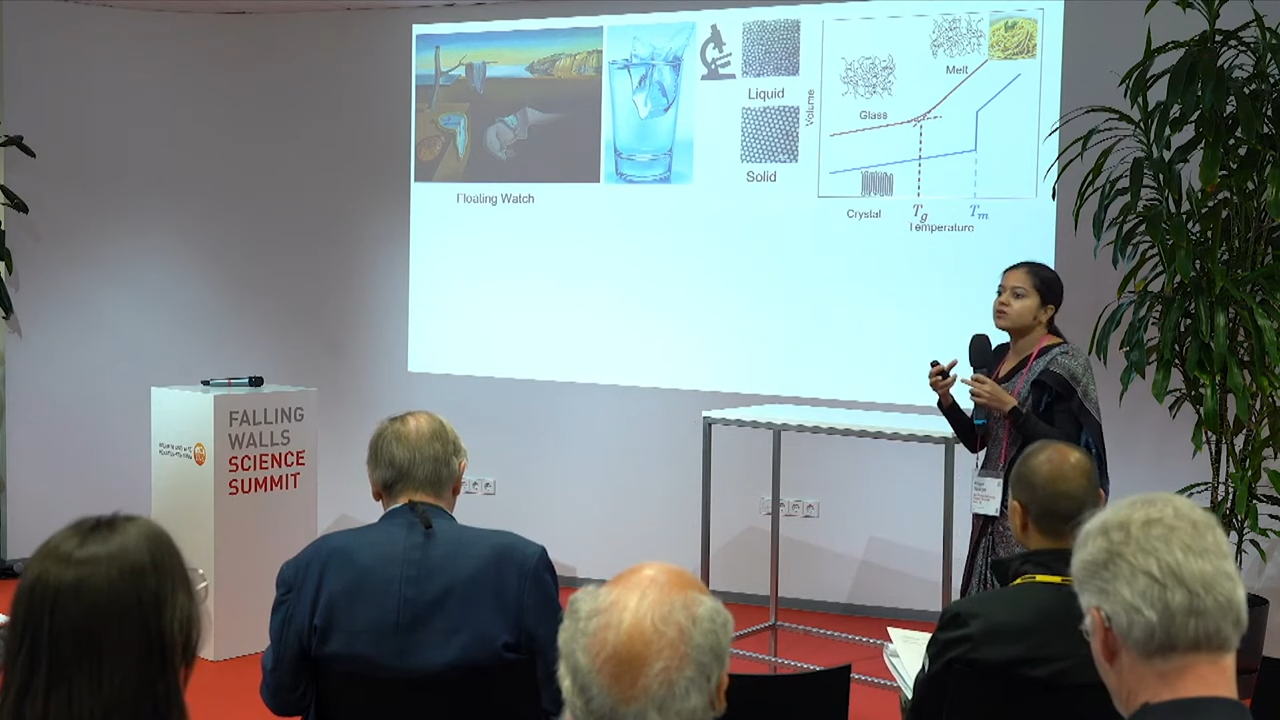 Floating Watch
Liquid
Solid
Volume
Melt
Glass
Crystal
Tg
Tm
Temperature
FALLING
WALLS
SCIENCE
SUMMIT